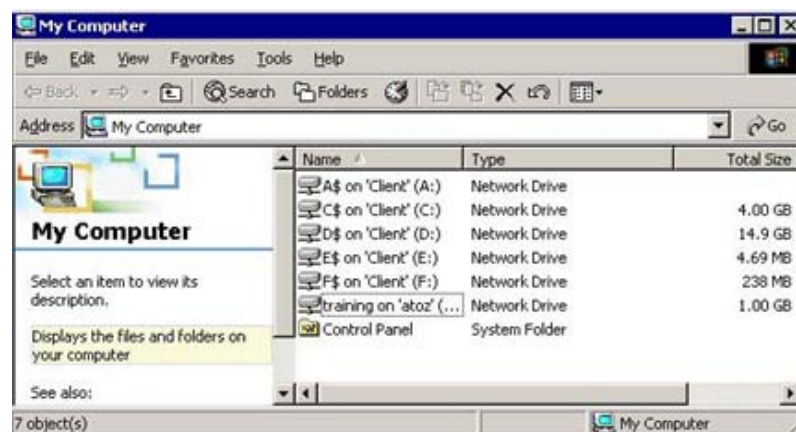 My Computer
File Edit View Favorites Tools Help
Back Search Folders
Address My Computer Go
Name Type Total Size
A$ on 'Client' (A:) Network Drive
C$ on 'Client' (C:) Network Drive 4.00 GB
D$ on 'Client' (D:) Network Drive 14.9 GB
E$ on 'Client' (E:) Network Drive 4.69 MB
F$ on 'Client' (F:) Network Drive 238 MB
training on 'atoz' (... Network Drive 1.00 GB
Control Panel System Folder
My Computer
Select an item to view its
description.
Displays the files and folders on
your computer
See also:
7 object(s) My Computer